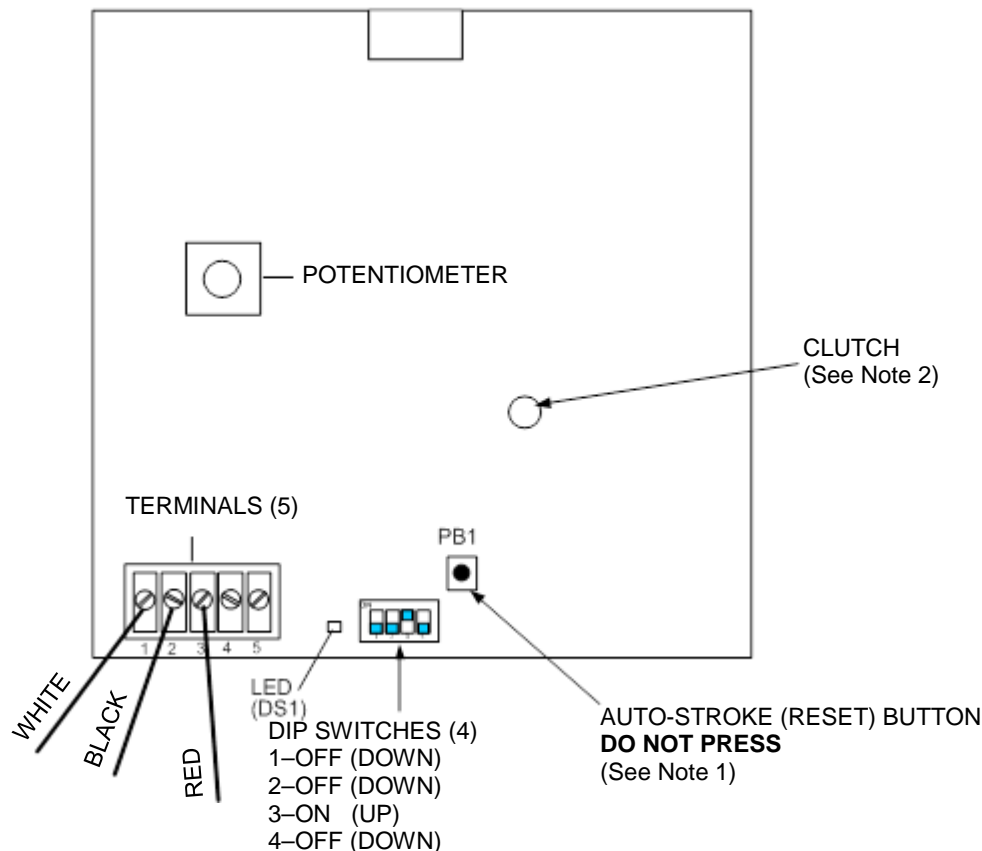 POTENTIOMETER
CLUTCH
(See Note 2)
TERMINALS (5)
PB1
1 2 3 4 5
WHITE
BLACK
RED
LED
(DS1)
DIP SWITCHES (4)
1–OFF (DOWN)
2–OFF (DOWN)
3–ON (UP)
4–OFF (DOWN)
AUTO-STROKE (RESET) BUTTON
DO NOT PRESS
(See Note 1)